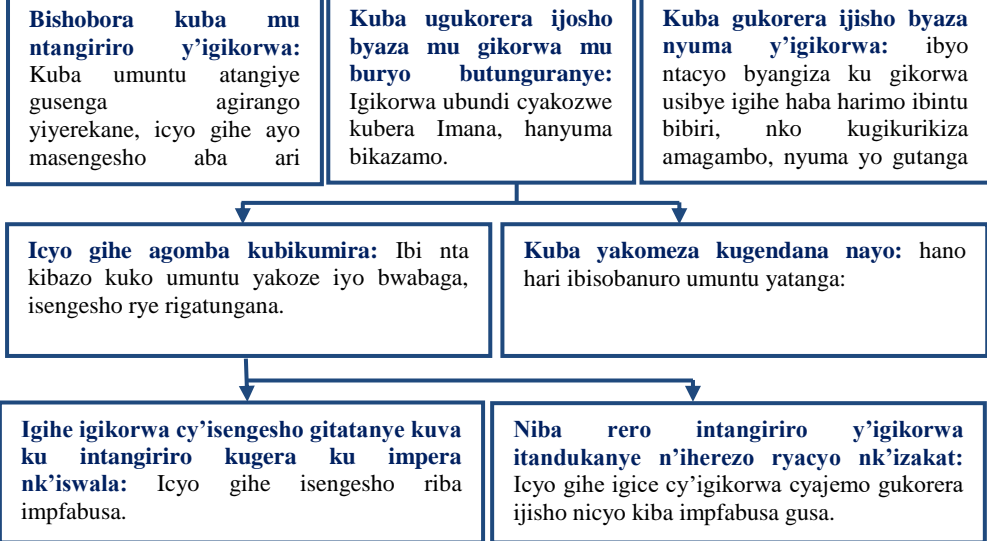 Bishobora kuba mu
ntangiriro y'igikorwa:
Kuba umuntu atangiye
gusenga agirango
yiyerekane, icyo gihe ayo
masengesho aba ari
Kuba ugukorera ijosho
byaza mu gikorwa mu
buryo butunguranye:
Igikorwa ubundi cyakozwe
kubera Imana, hanyuma
bikazamo.
Kuba gukorera ijisho byaza
nyuma y'igikorwa: ibyo
ntacyo byangiza ku gikorwa
usibye igihe haba harimo ibintu
bibiri, nko kugikurikiza
amagambo, nyuma yo gutanga
Icyo gihe agomba kubikumira: Ibi nta
kibazo kuko umuntu yakoze iyo bwabaga,
isengesho rye rigatungana.
Kuba yakomeza kugendana nayo: hano
hari ibisobanuro umuntu yatanga:
Igihe igikorwa cy'isengesho gitatanye kuva
ku intangiriro kugera ku impera
nk'iswala: Icyo gihe isengesho riba
impfabusa.
Niba rero intangiriro y'igikorwa
itandukanye n'iherezo ryacyo nk'izakat:
Icyo gihe igice cy'igikorwa cyajemo gukorera
ijisho nicyo kiba impfabusa gusa.